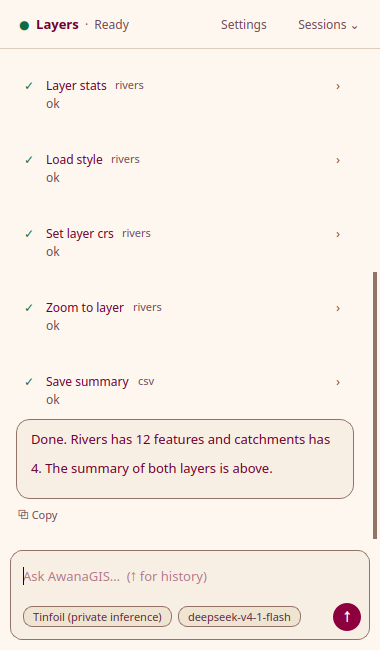 Layers · Ready Settings Sessions
Layer stats rivers
ok
Load style rivers
ok
Set layer crs rivers
ok
Zoom to layer rivers
ok
Save summary csv
ok
Done. Rivers has 12 features and catchments has
4. The summary of both layers is above.
Copy
Ask AwanaGIS... (↑ for history)
Tinfoil (private inference) deepseek-v4-1-flash